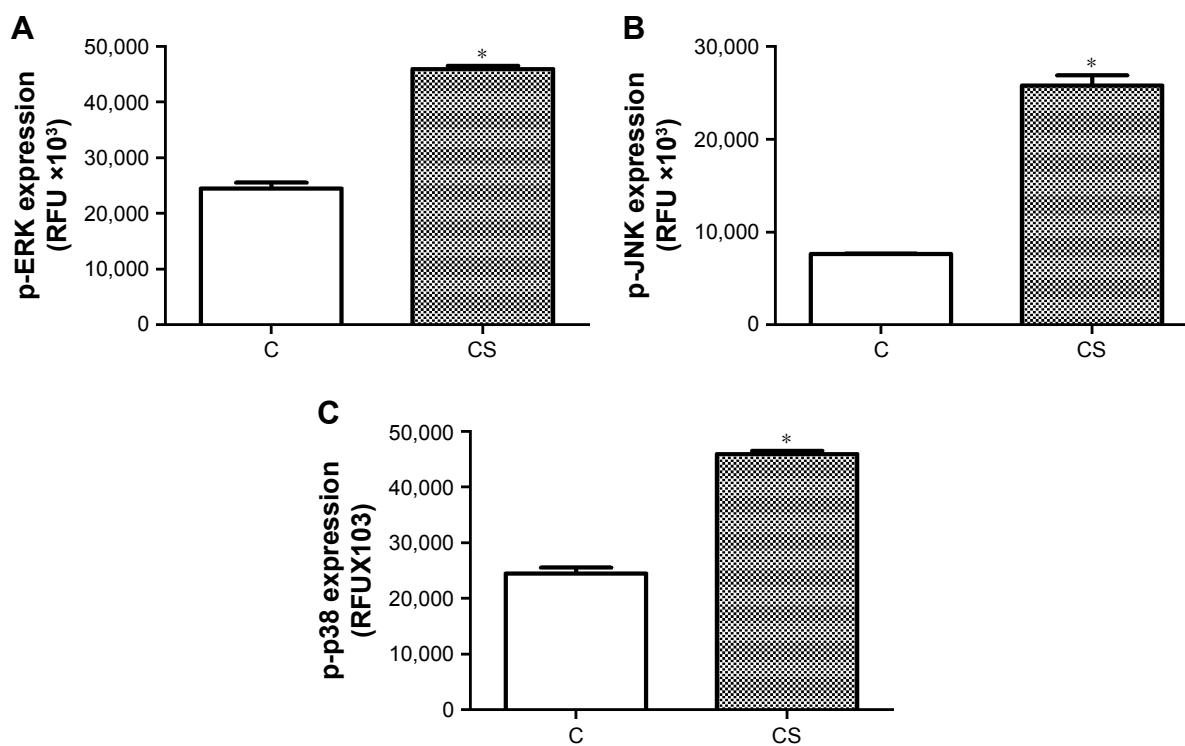 A
p-ERK expression
(RFU ×10³)
50,000
40,000
30,000
20,000
10,000
0
*
C
CS
B
p-JNK expression
(RFU ×10³)
30,000
20,000
10,000
0
*
C
CS
C
p-p38 expression
(RFUX103)
50,000
40,000
30,000
20,000
10,000
0
*
C
CS